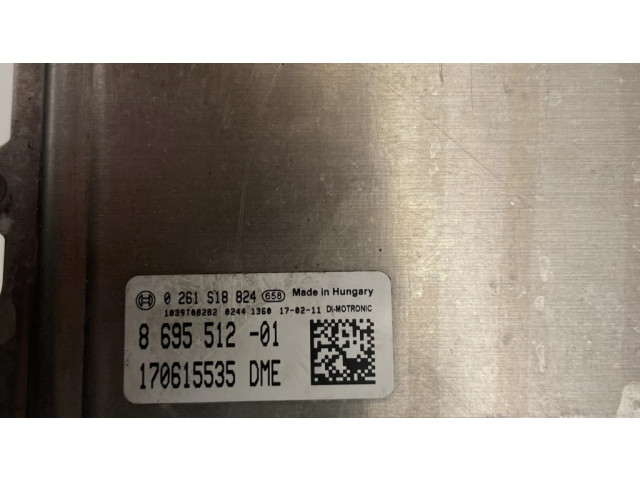 0 261 S18 824 658 Made in Hungary
1039T08282 0244 1360 17-02-11 DI-MOTRONIC
8 695 512 -01
170615535 DME